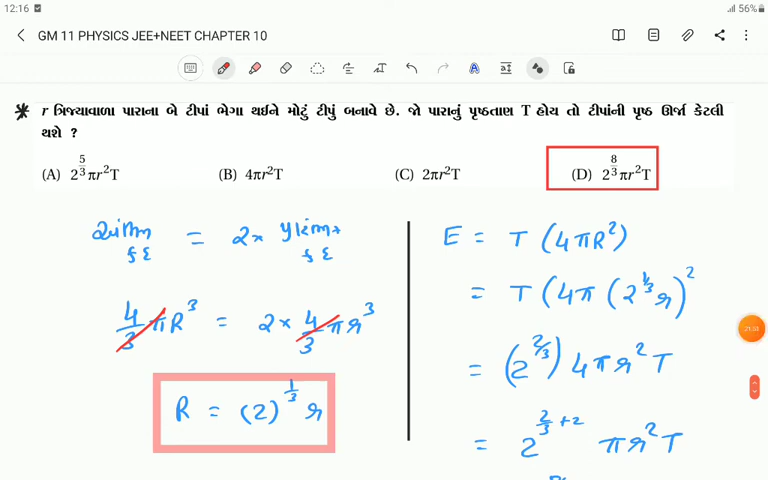 12:16
56%
GM 11 PHYSICS JEE+NEET CHAPTER 10
* r ત્રિજ્યાવાળા પારાના બે ટીપાં ભેગા થઈને મોટું ટીપું બનાવે છે. જો પારાનું પૃષ્ઠતાણ T હોય તો ટીપાંની પૃષ્ઠ ઊર્જા કેટલી
થશે ?
(A) 2^{5/3}πr²T (B) 4πr²T (C) 2πr²T (D) 2^{8/3}πr²T
= 2×
4/3 πR³ = 2 × 4/3 πr³
R = (2)^{1/3} r
E = T (4πR²)
= T (4π (2^{1/3} r)²
= (2^{2/3}) 4πr²T
= 2^{2/3 + 2} πr²T
21:53